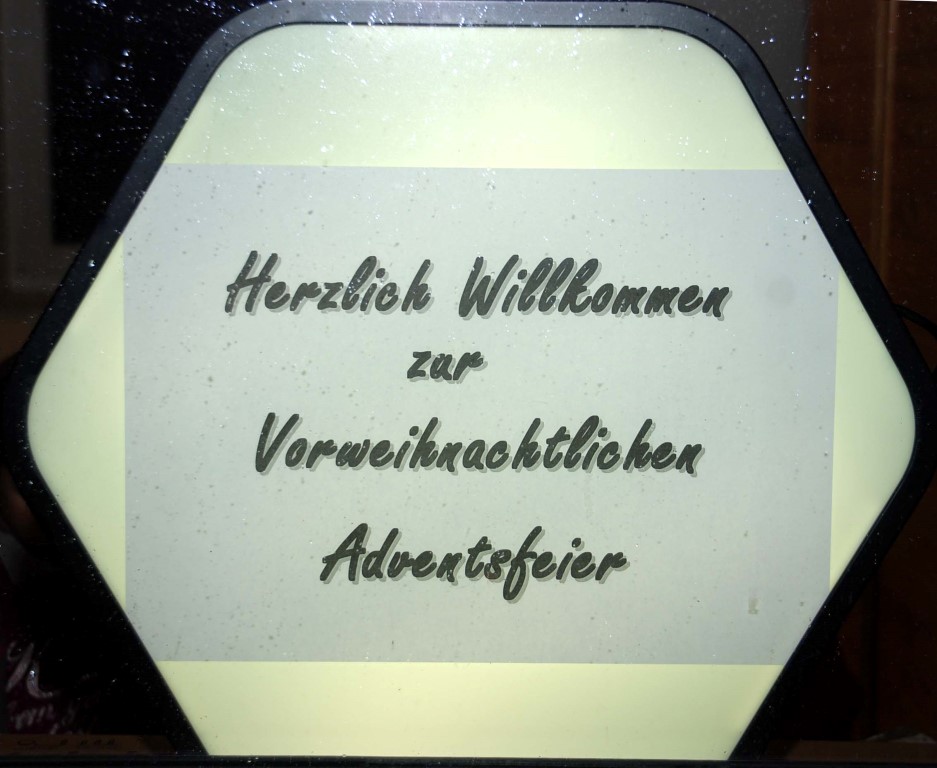 Herzlich Willkommen
zur
Vorweihnachtlichen
Adventsfeier